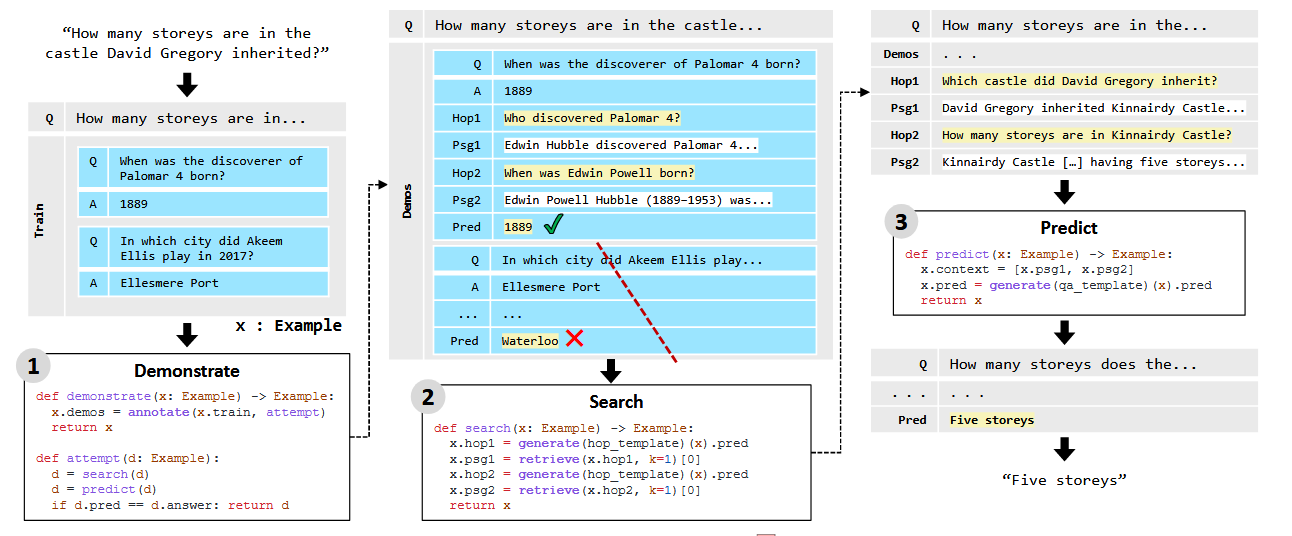 “How many storeys are in the
castle David Gregory inherited?”
Q How many storeys are in...
Train
Q When was the discoverer of
Palomar 4 born?
A 1889
Q In which city did Akeem
Ellis play in 2017?
A Ellesmere Port
x : Example
1 Demonstrate
def demonstrate(x: Example) -> Example:
x.demos = annotate(x.train, attempt)
return x
def attempt(d: Example):
d = search(d)
d = predict(d)
if d.pred == d.answer: return d
Q How many storeys are in the castle...
Demos
Q When was the discoverer of Palomar 4 born?
A 1889
Hop1 Who discovered Palomar 4?
Psg1 Edwin Hubble discovered Palomar 4...
Hop2 When was Edwin Powell born?
Psg2 Edwin Powell Hubble (1889–1953) was...
Pred 1889
Q In which city did Akeem Ellis play...
A Ellesmere Port
... ...
Pred Waterloo
2 Search
def search(x: Example) -> Example:
x.hop1 = generate(hop_template)(x).pred
x.psg1 = retrieve(x.hop1, k=1)[0]
x.hop2 = generate(hop_template)(x).pred
x.psg2 = retrieve(x.hop2, k=1)[0]
return x
Q How many storeys are in the...
Demos . . .
Hop1 Which castle did David Gregory inherit?
Psg1 David Gregory inherited Kinnairdy Castle...
Hop2 How many storeys are in Kinnairdy Castle?
Psg2 Kinnairdy Castle […] having five storeys...
3 Predict
def predict(x: Example) -> Example:
x.context = [x.psg1, x.psg2]
x.pred = generate(qa_template)(x).pred
return x
Q How many storeys does the...
. . . . . .
Pred Five storeys
“Five storeys”